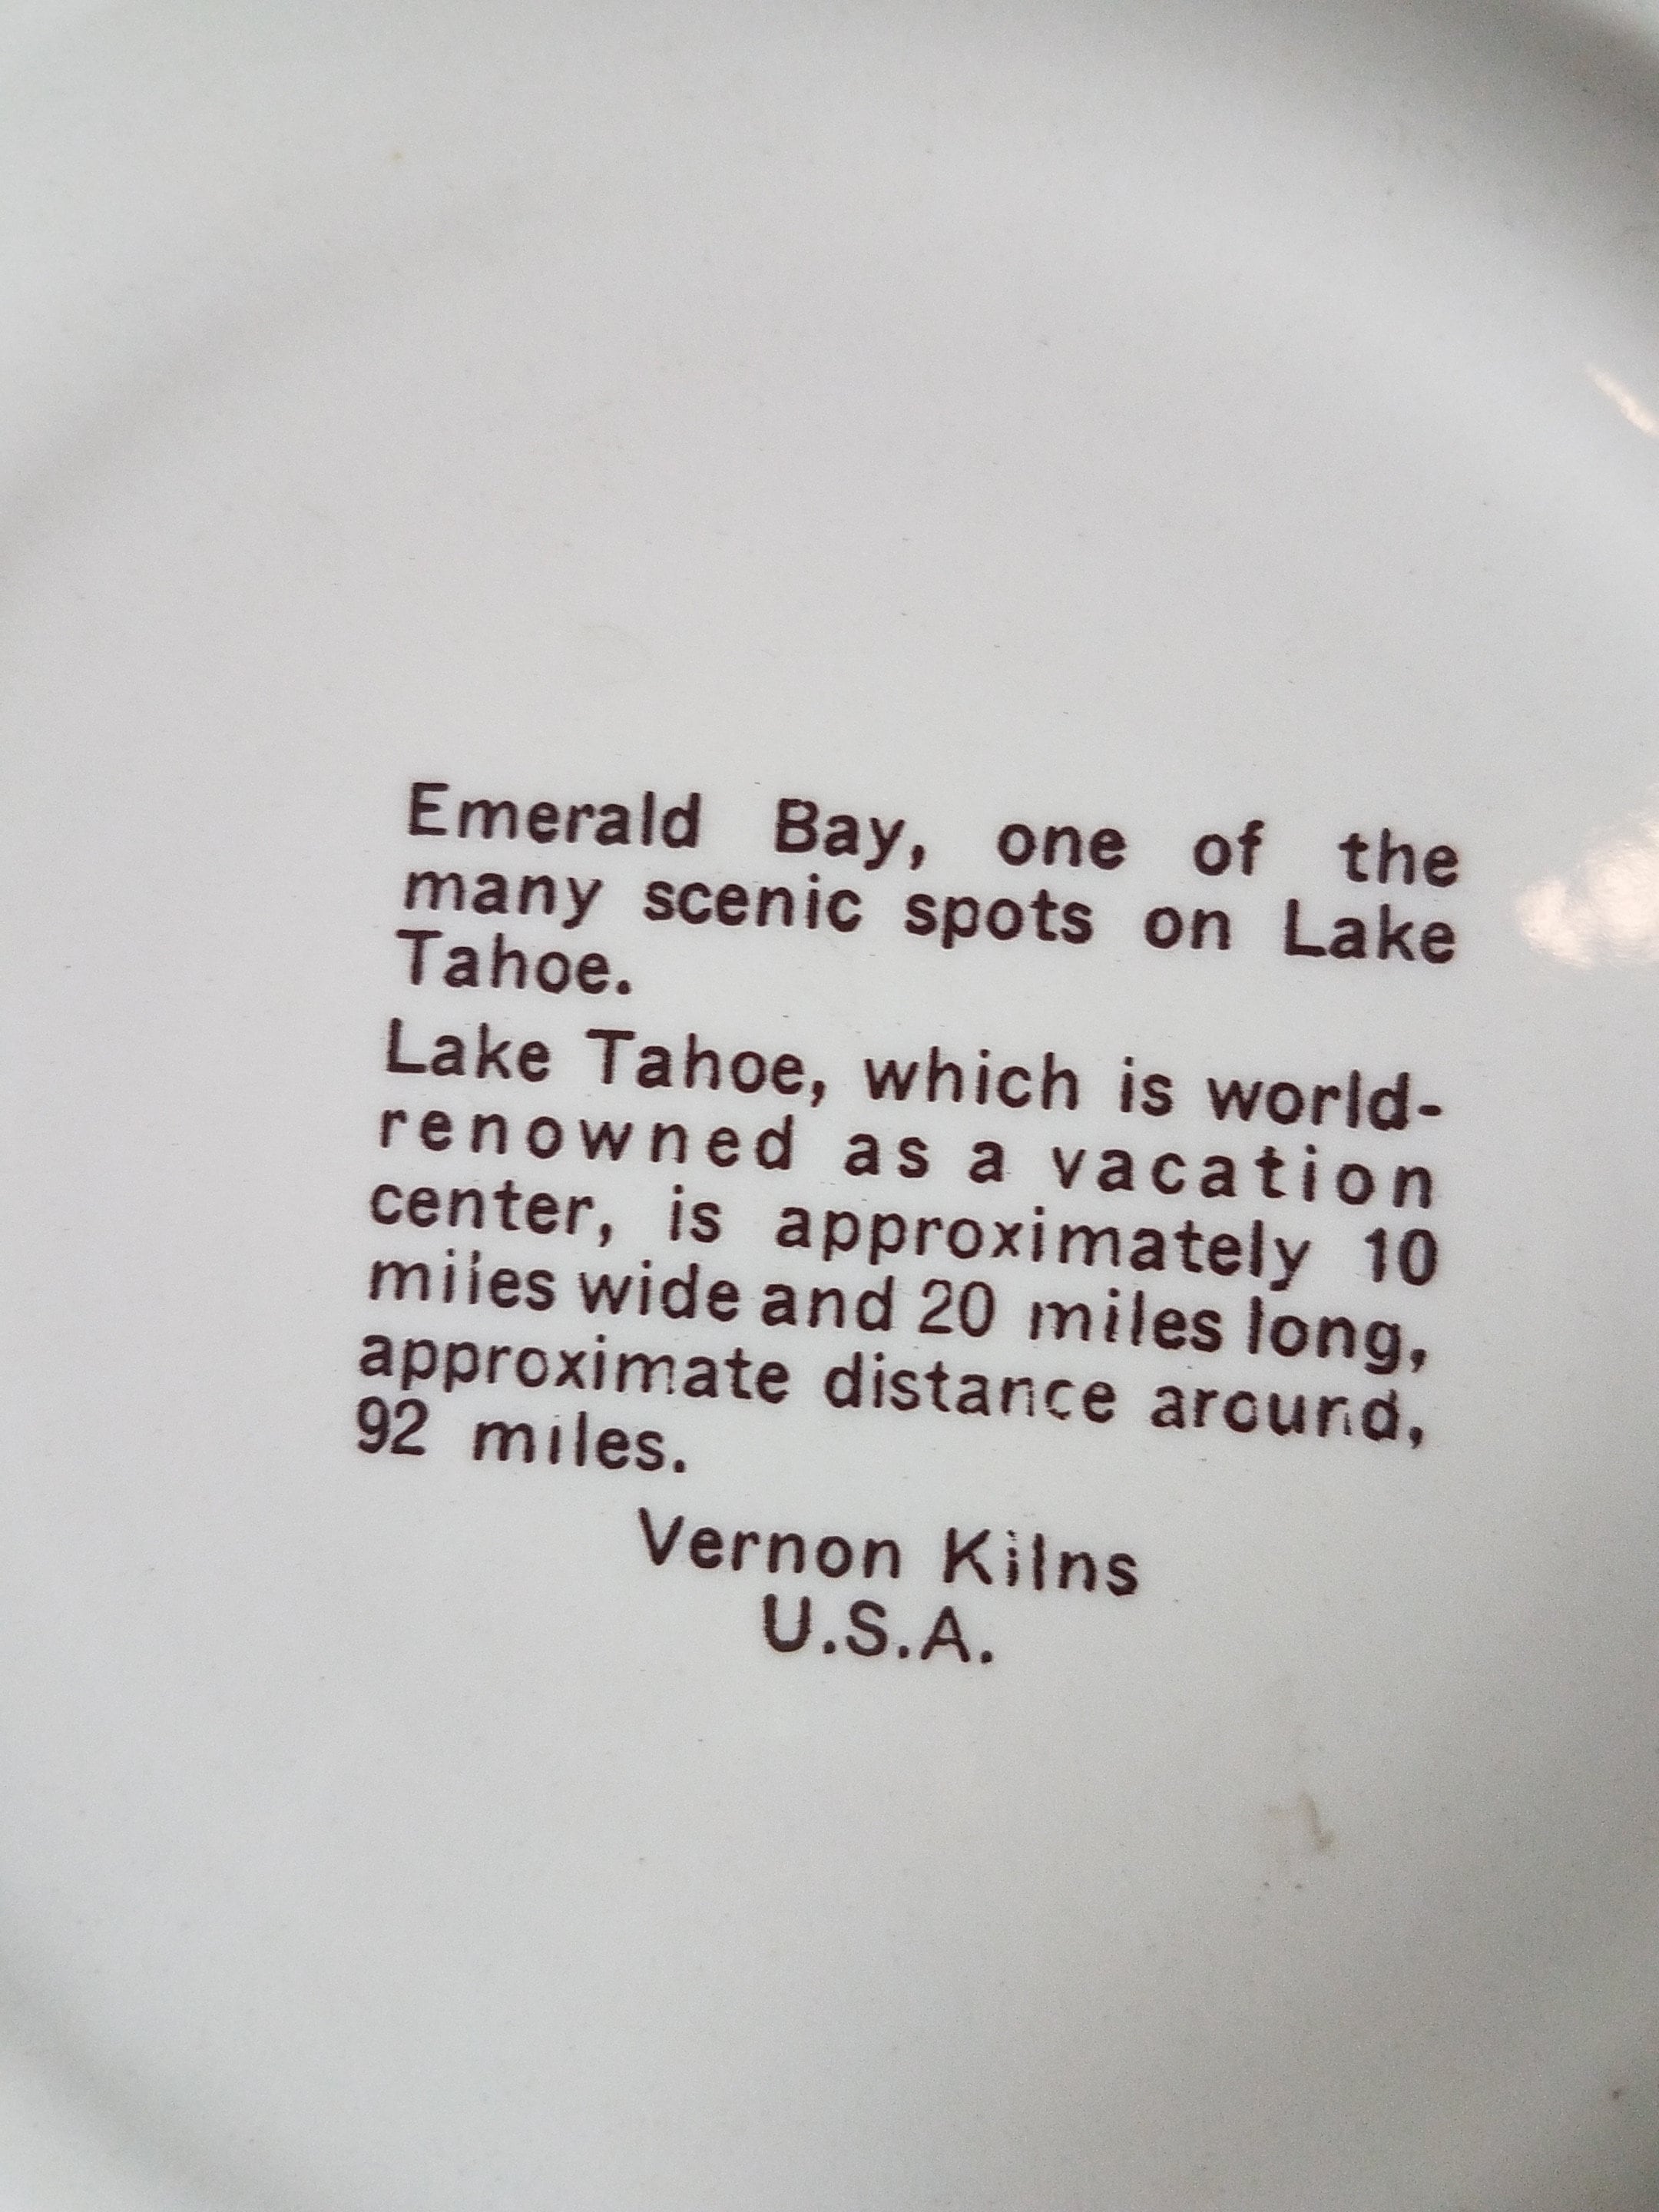 Emerald Bay, one of the
many scenic spots on Lake
Tahoe.
Lake Tahoe, which is world-
renowned as a vacation
center, is approximately 10
miles wide and 20 miles long,
approximate distance around,
92 miles.
Vernon Kilns
U.S.A.